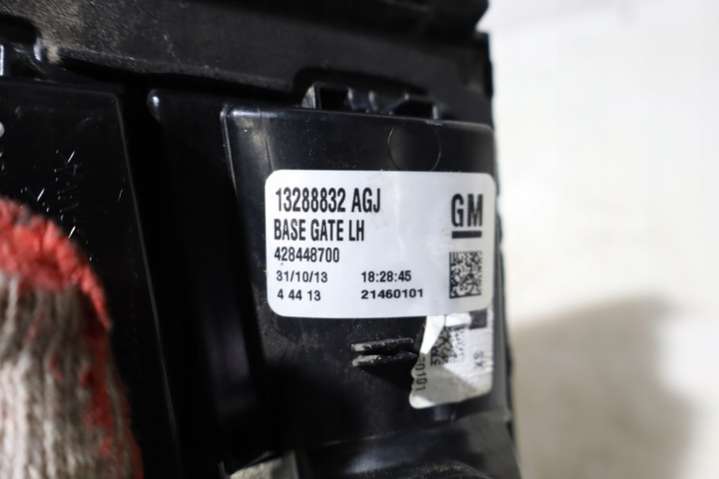 13288832 AGJ
GM
BASE GATE LH
428448700
31/10/13 18:28:45
4 44 13 21460101